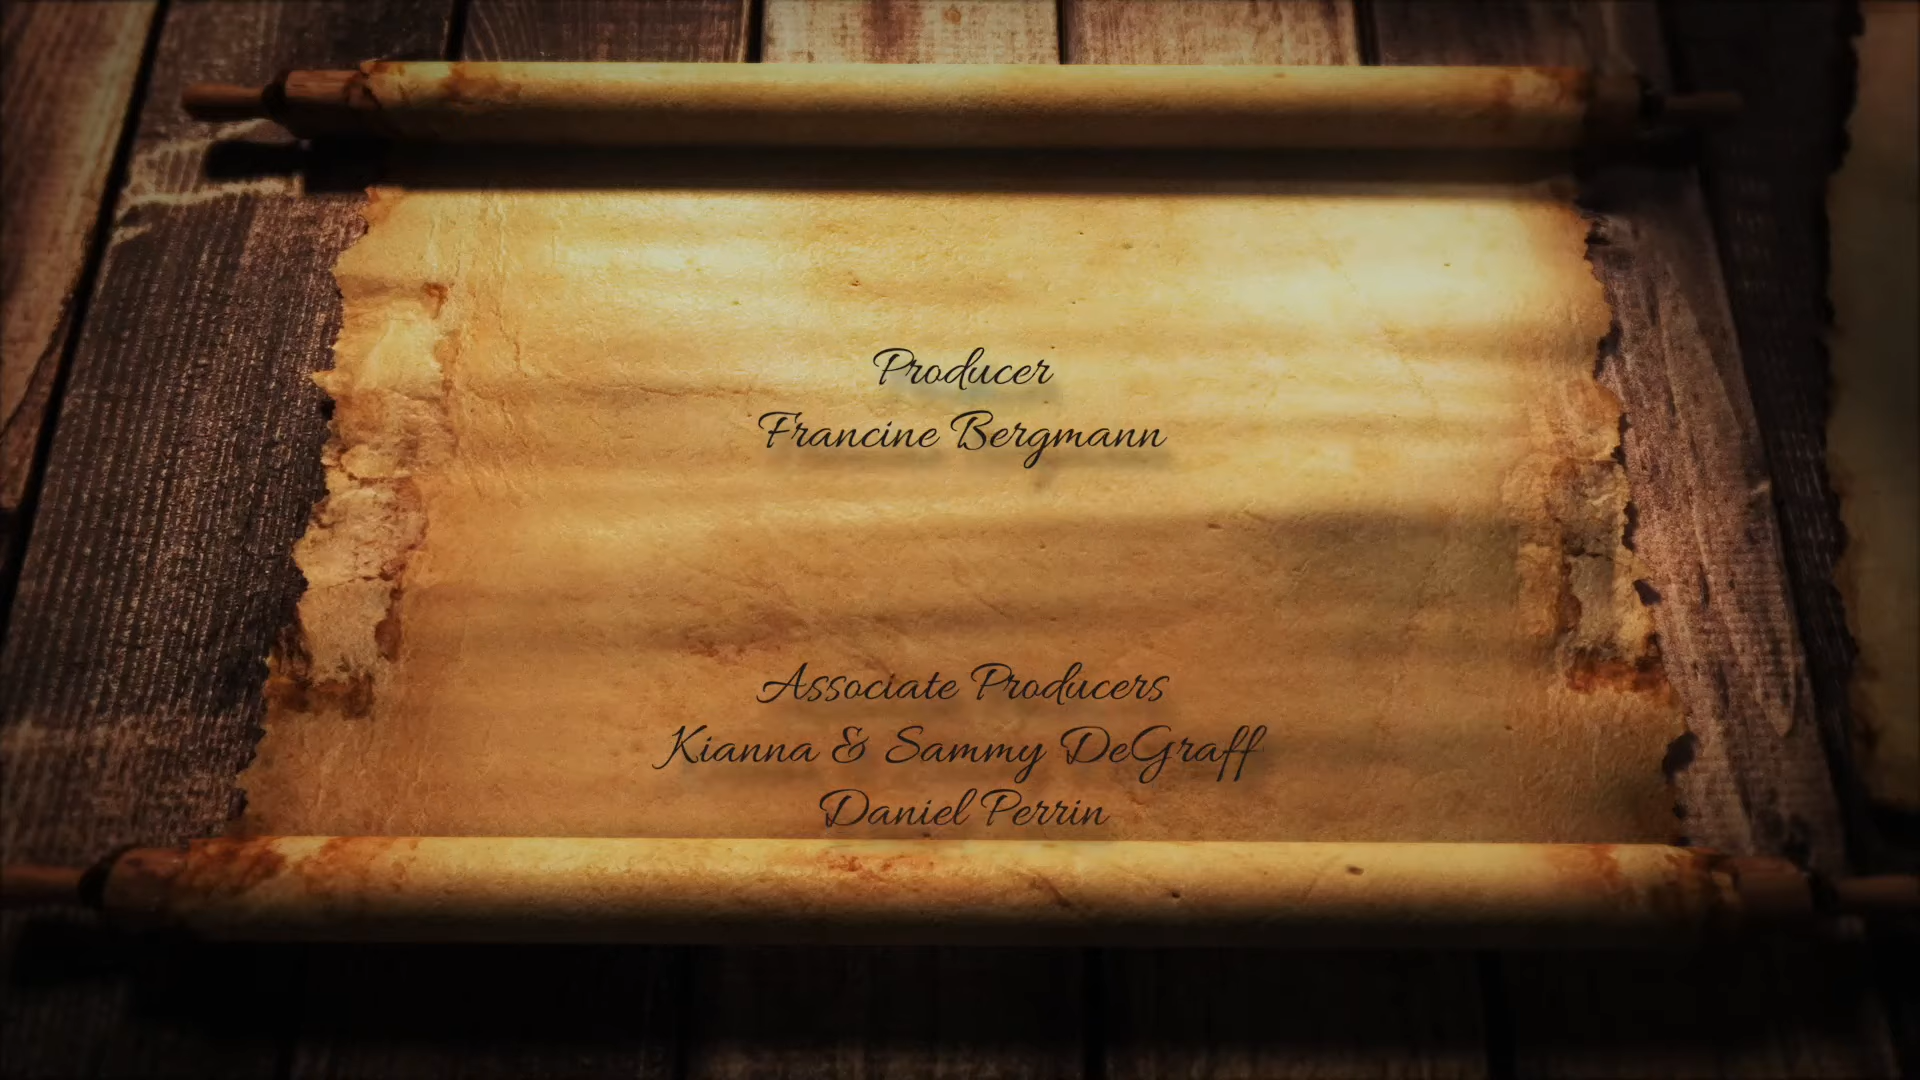 Producer
Francine Bergmann
Associate Producers
Kianna & Sammy DeGraff
Daniel Perrin